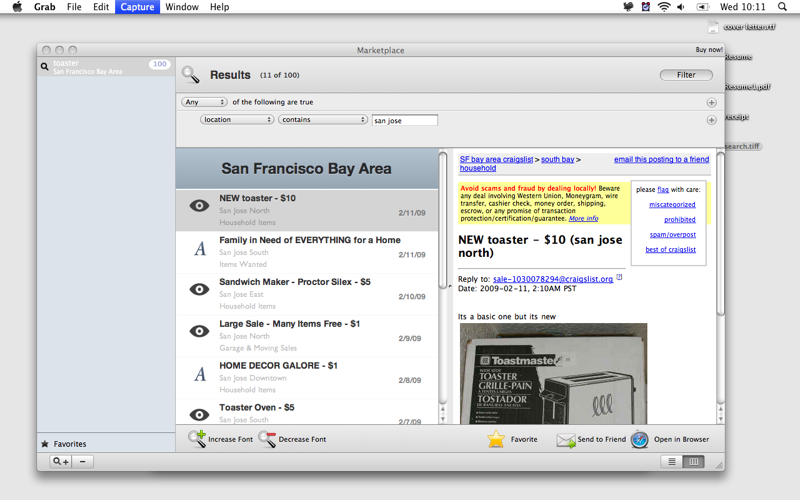 Grab File Edit Capture Window Help
Wed 10:11
cover letter.rtf
Resume
Resume1.pdf
receipt
search.tiff
Marketplace
Buy now!
toaster
San Francisco Bay Area
100
Results (11 of 100)
Filter
Any of the following are true
location contains san jose
San Francisco Bay Area
NEW toaster - $10
San Jose North
Household Items
2/11/09
A
Family in Need of EVERYTHING for a Home
San Jose South
Items Wanted
2/11/09
Sandwich Maker - Proctor Silex - $5
San Jose East
Household Items
2/10/09
Large Sale - Many Items Free - $1
San Jose North
Garage & Moving Sales
2/9/09
A
HOME DECOR GALORE - $1
San Jose Downtown
Household Items
2/8/09
Toaster Oven - $5
San Jose South
2/7/09
SF bay area craigslist > south bay >
household
email this posting to a friend
Avoid scams and fraud by dealing locally! Beware
any deal involving Western Union, Moneygram, wire
transfer, cashier check, money order, shipping,
escrow, or any promise of transaction
protection/certification/guarantee. More info
please flag with care:
miscategorized
prohibited
spam/overpost
best of craigslist
NEW toaster - $10 (san jose
north)
Reply to: sale-1030078294@craigslist.org [?]
Date: 2009-02-11, 2:10AM PST
Its a basic one but its new
Toastmaster
TOASTER
GRILLE-PAIN
TOSTADOR
Favorites
Increase Font
Decrease Font
Favorite
Send to Friend
Open in Browser